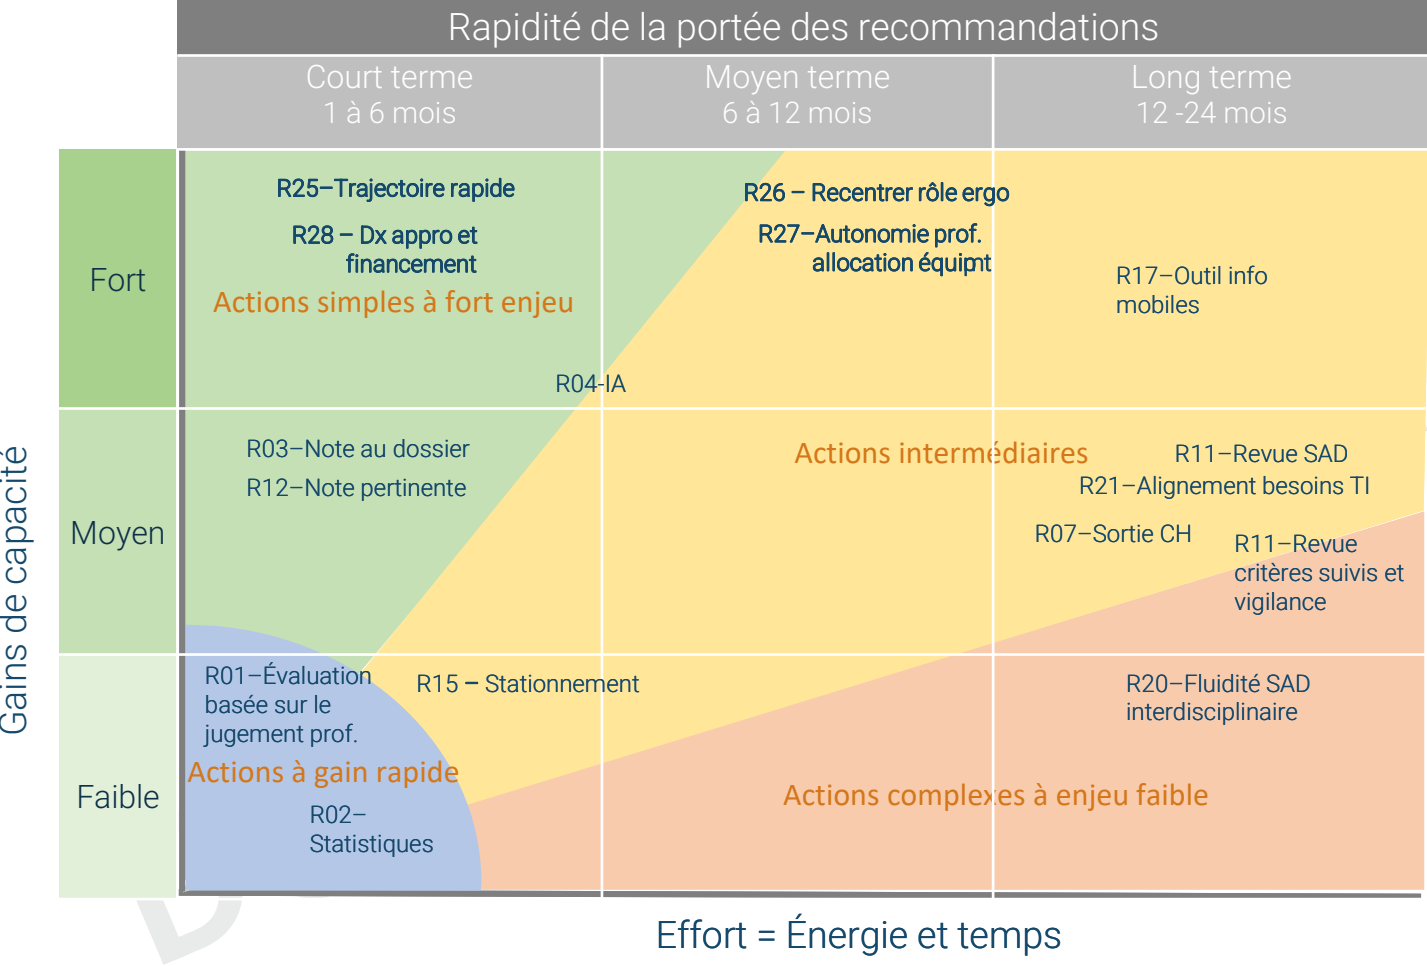 Rapidité de la portée des recommandations
Court terme
1 à 6 mois
Moyen terme
6 à 12 mois
Long terme
12 -24 mois
Gains de capacité
Fort
R25–Trajectoire rapide
R28 – Dx appro et
financement
Actions simples à fort enjeu
R04-IA
R26 – Recentrer rôle ergo
R27–Autonomie prof.
allocation équipmt
R17–Outil info
mobiles
Moyen
R03–Note au dossier
R12–Note pertinente
Actions intermédiaires
R11–Revue SAD
R21–Alignement besoins TI
R07–Sortie CH
R11–Revue
critères suivis et
vigilance
Faible
R01–Évaluation
basée sur le
jugement prof.
R15 – Stationnement
R20–Fluidité SAD
interdisciplinaire
Actions à gain rapide
R02–
Statistiques
Actions complexes à enjeu faible
Effort = Énergie et temps